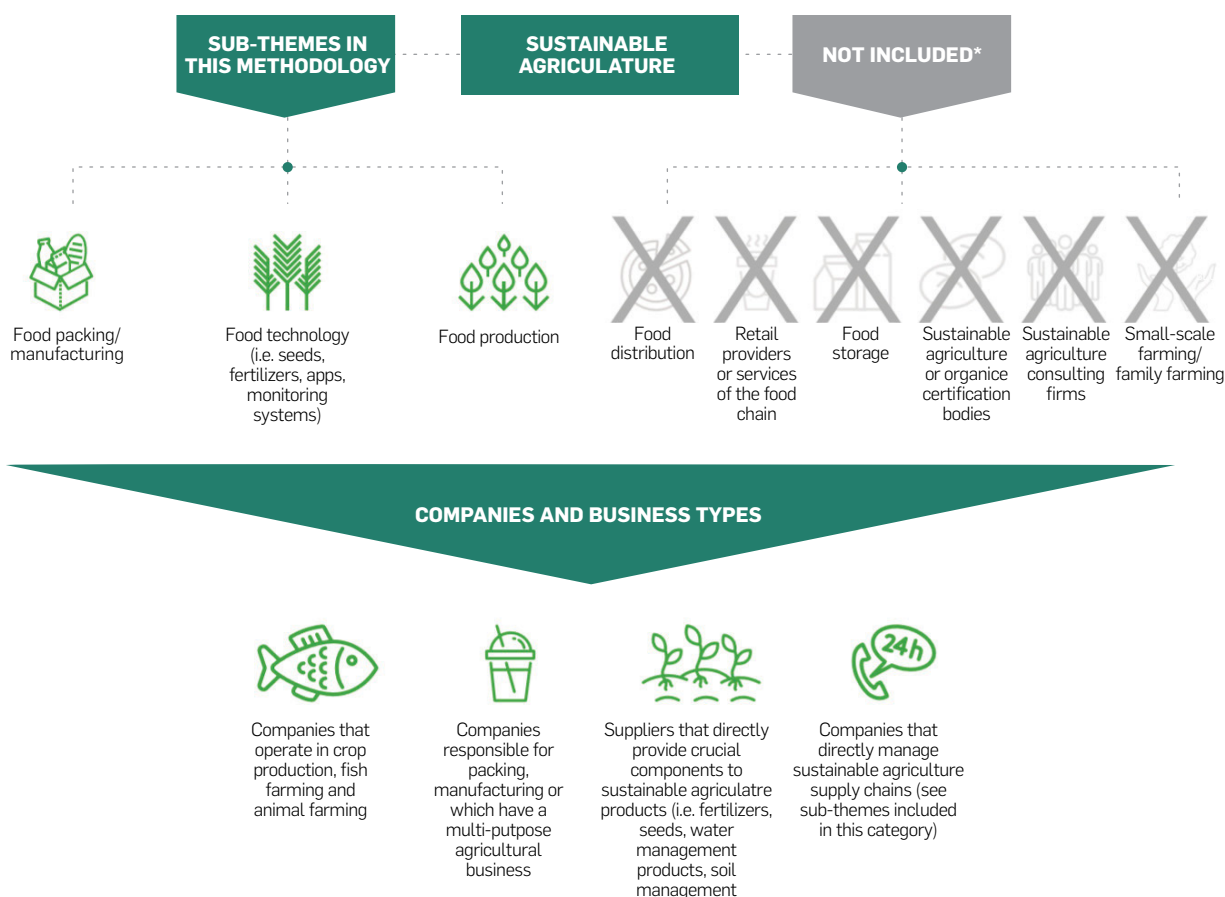 SUB-THEMES IN
THIS METHODOLOGY
SUSTAINABLE
AGRICULATURE
NOT INCLUDED*
Food packing/
manufacturing
Food technology
(i.e. seeds,
fertilizers, apps,
monitoring
systems)
Food production
Food
distribution
Retail
providers
or services
of the food
chain
Food
storage
Sustainable
agriculture
or organice
certification
bodies
Sustainable
agriculture
consulting
firms
Small-scale
farming/
family farming
COMPANIES AND BUSINESS TYPES
24h
Companies that
operate in crop
production, fish
farming and
animal farming
Companies
responsible for
packing,
manufacturing or
which have a
multi-putpose
agricultural
business
Suppliers that directly
provide crucial
components to
sustainable agriculatre
products (i.e. fertilizers,
seeds, water
management
products, soil
management
Companies that
directly manage
sustainable agriculture
supply chains (see
sub-themes included
in this category)